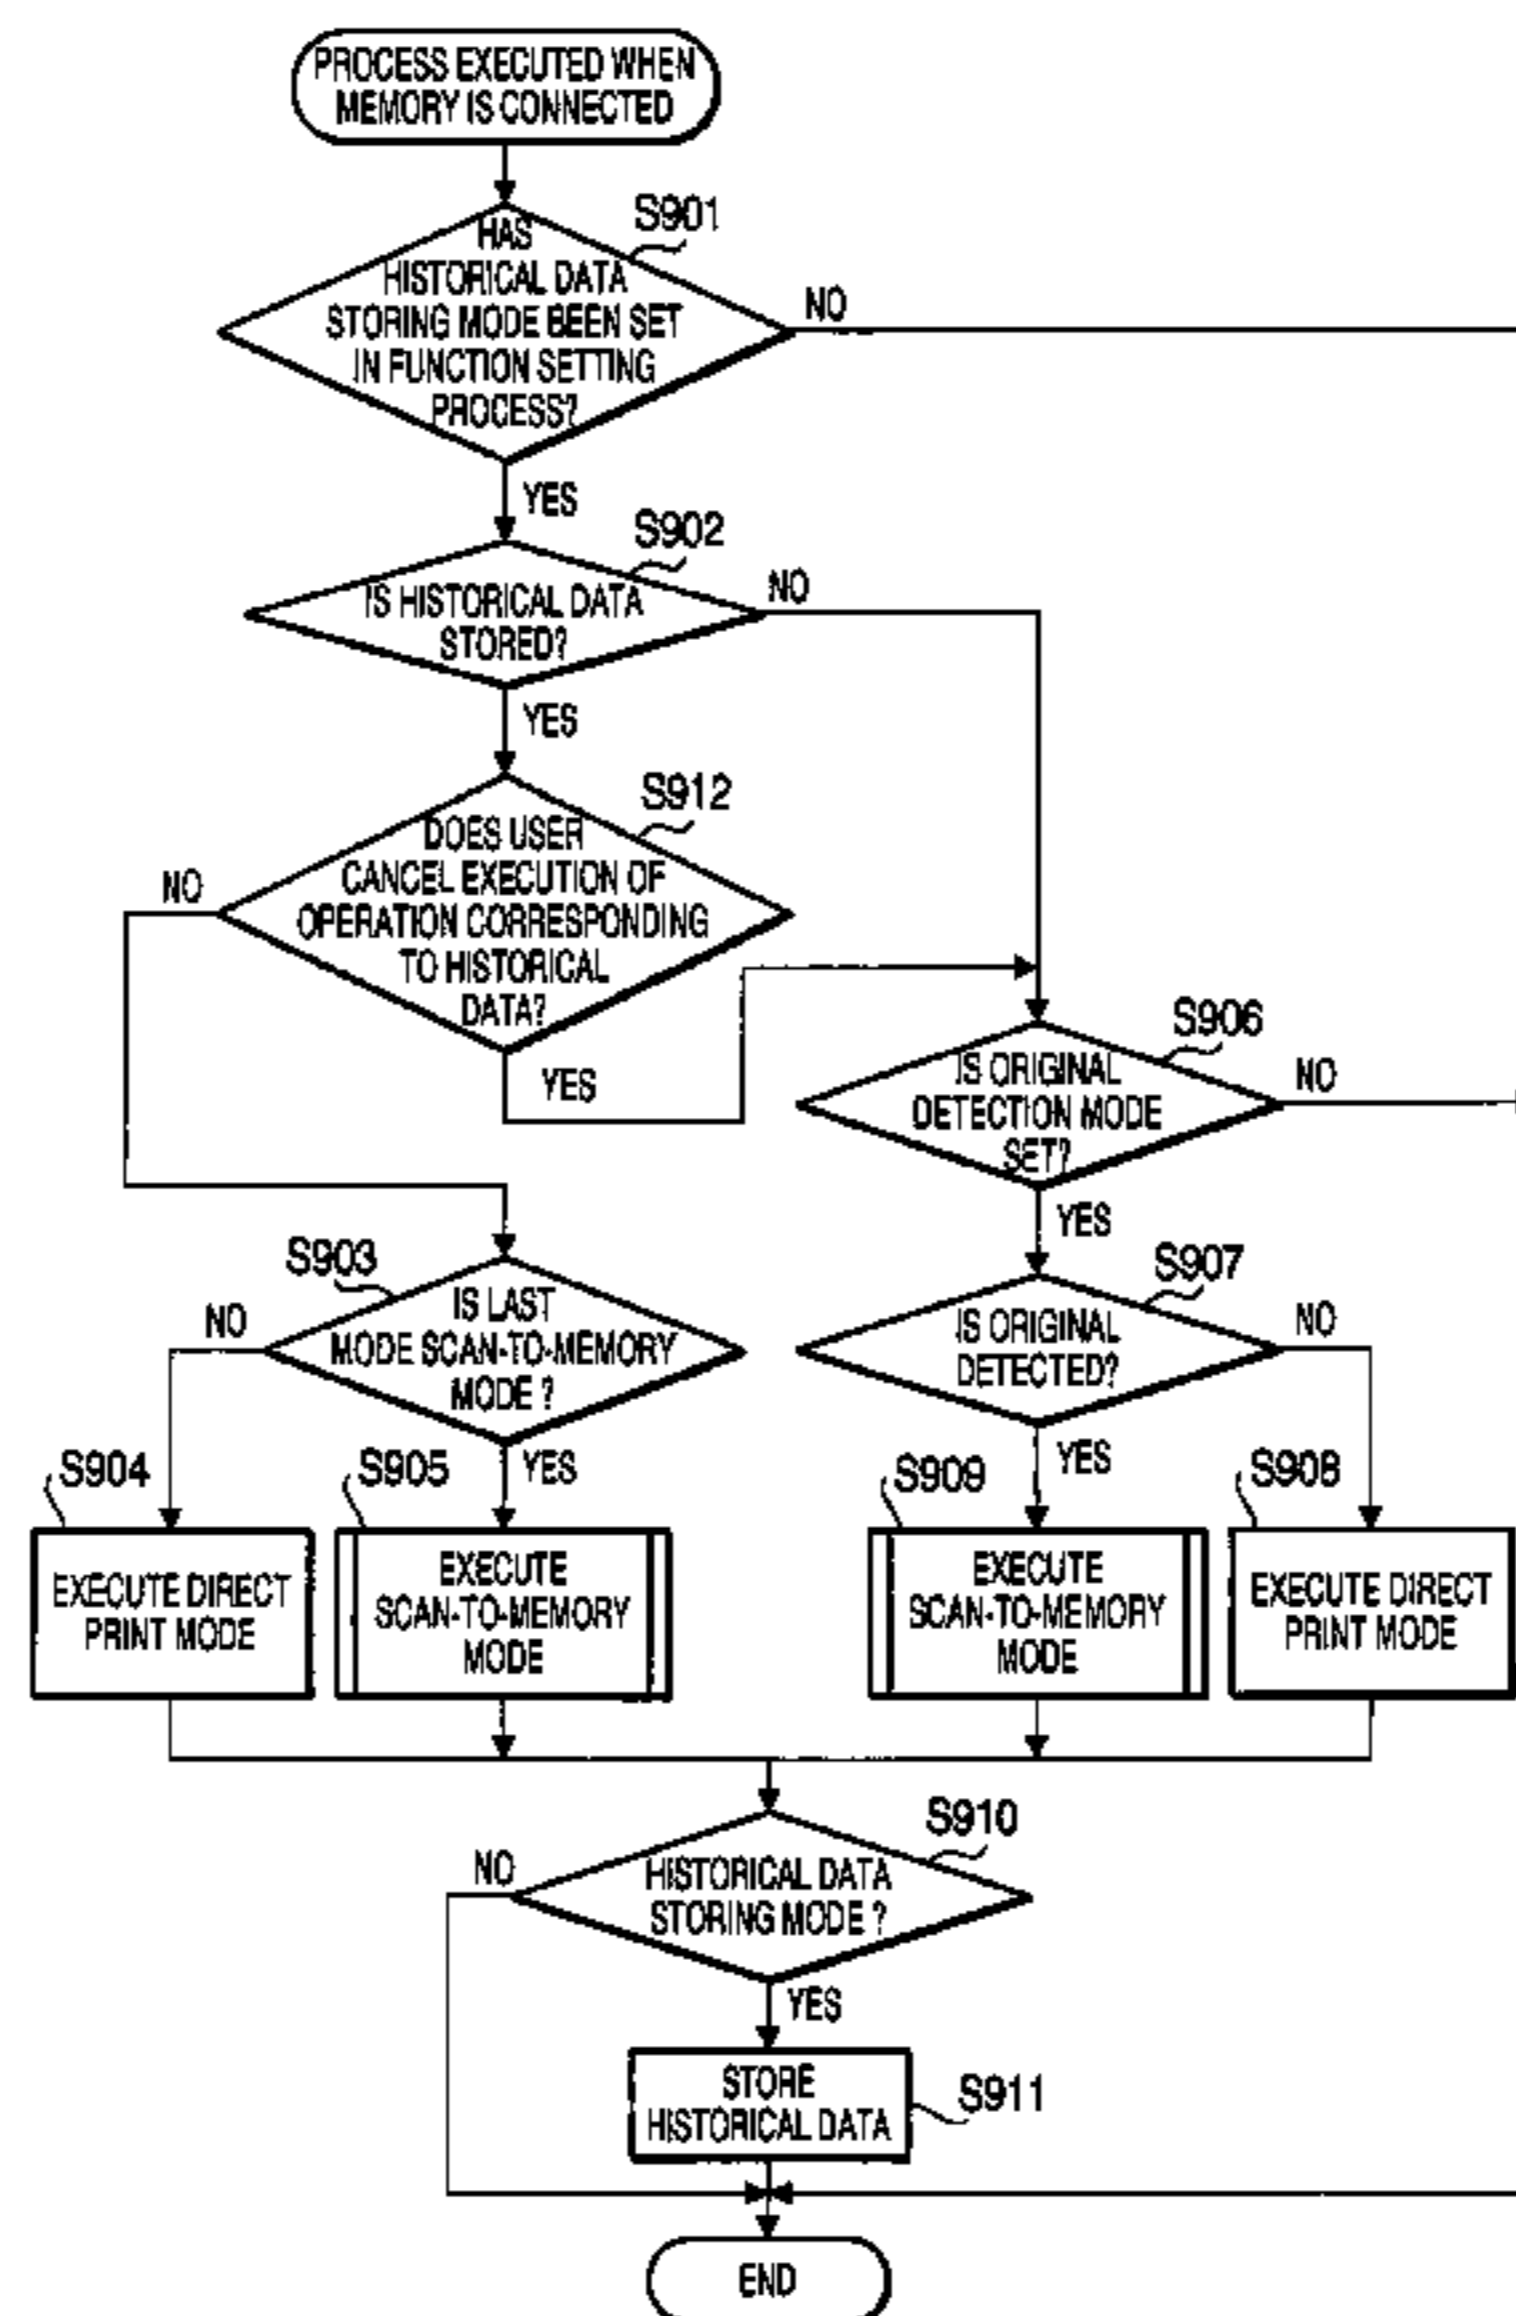 PROCESS EXECUTED WHEN
MEMORY IS CONNECTED
S901
HAS
HISTORICAL DATA
STORING MODE BEEN SET
IN FUNCTION SETTING
PROCESS?
NO
YES
S902
IS HISTORICAL DATA
STORED?
NO
YES
S912
DOES USER
CANCEL EXECUTION OF
OPERATION CORRESPONDING
TO HISTORICAL
DATA?
NO
YES
S906
IS ORIGINAL
DETECTION MODE
SET?
NO
YES
S903
IS LAST
MODE SCAN-TO-MEMORY
MODE ?
NO
YES
S907
IS ORIGINAL
DETECTED?
NO
YES
S904
EXECUTE DIRECT
PRINT MODE
S905
EXECUTE
SCAN-TO-MEMORY
MODE
S909
EXECUTE
SCAN-TO-MEMORY
MODE
S908
EXECUTE DIRECT
PRINT MODE
S910
HISTORICAL DATA
STORING MODE ?
NO
YES
STORE
HISTORICAL DATA
S911
END